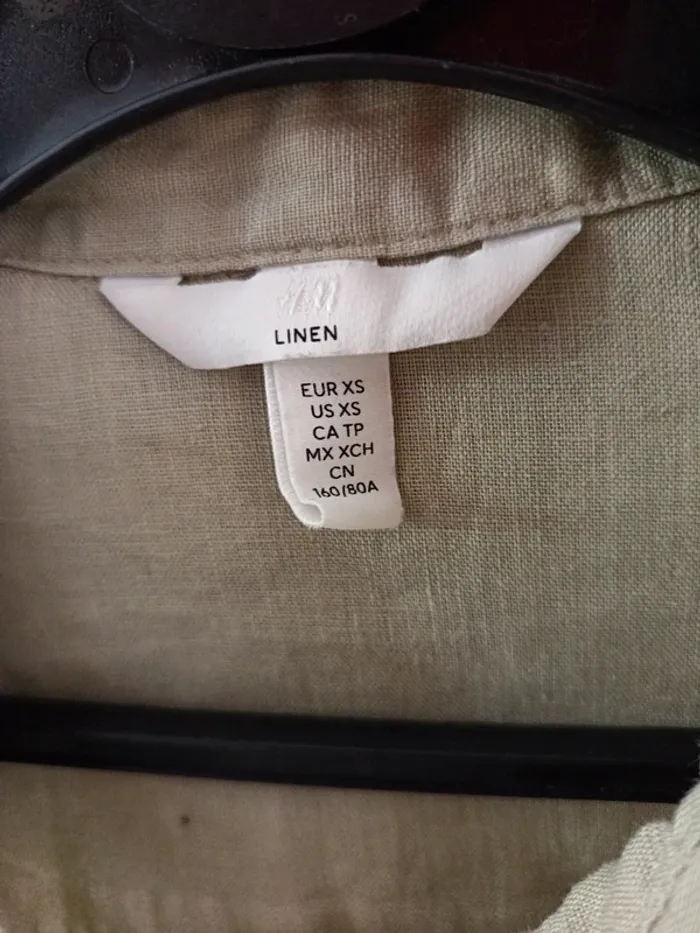 H&M
LINEN
EUR XS
US XS
CA TP
MX XCH
CN
160/80A